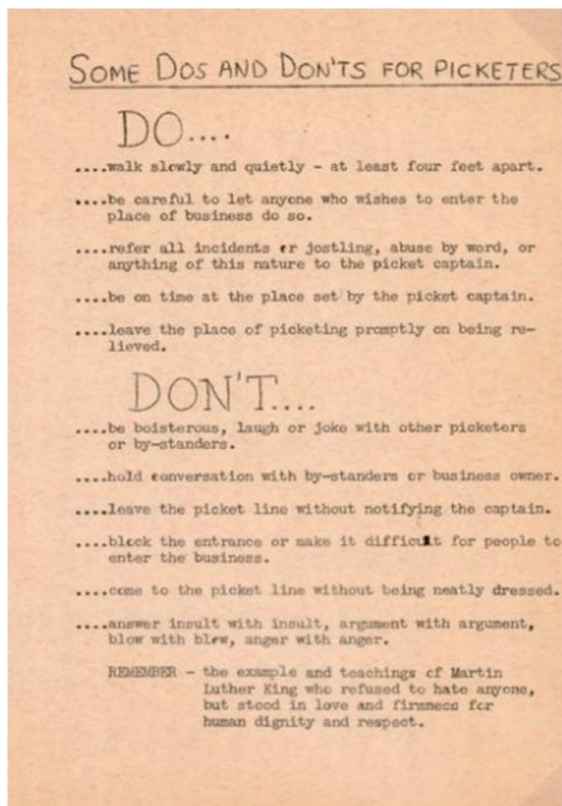 SOME DOS AND DON'TS FOR PICKETERS
DO....
....walk slowly and quietly - at least four feet apart.
....be careful to let anyone who wishes to enter the
place of business do so.
....refer all incidents or jostling, abuse by word, or
anything of this nature to the picket captain.
....be on time at the place set by the picket captain.
....leave the place of picketing promptly on being re-
lieved.
DON'T....
....be boisterous, laugh or joke with other picketers
or by-standers.
....hold conversation with by-standers or business owner.
....leave the picket line without notifying the captain.
....block the entrance or make it difficult for people to
enter the business.
....come to the picket line without being neatly dressed.
....answer insult with insult, argument with argument,
blow with blow, anger with anger.
REMEMBER - the example and teachings of Martin
Luther King who refused to hate anyone,
but stood in love and firmness for
human dignity and respect.